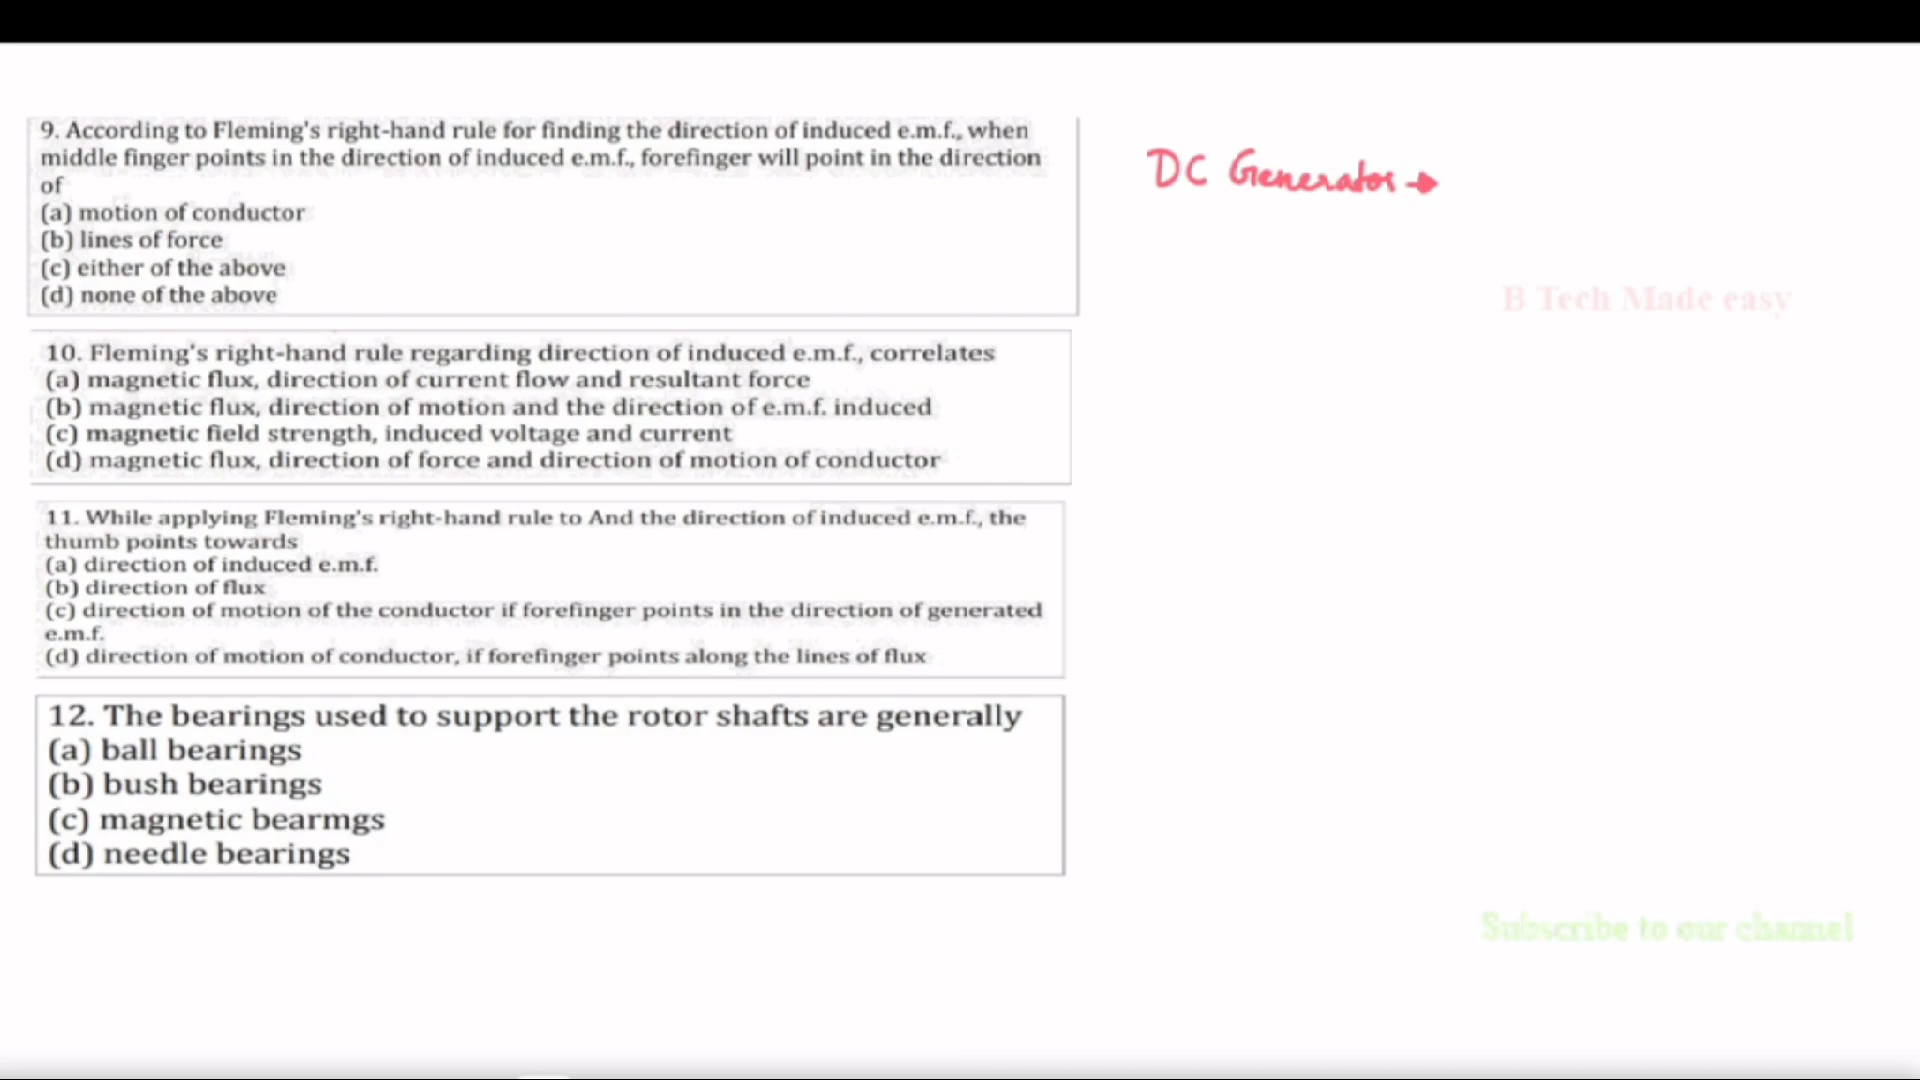 9. According to Fleming's right-hand rule for finding the direction of induced e.m.f., when
middle finger points in the direction of induced e.m.f., forefinger will point in the direction
of
(a) motion of conductor
(b) lines of force
(c) either of the above
(d) none of the above
10. Fleming's right-hand rule regarding direction of induced e.m.f., correlates
(a) magnetic flux, direction of current flow and resultant force
(b) magnetic flux, direction of motion and the direction of e.m.f. induced
(c) magnetic field strength, induced voltage and current
(d) magnetic flux, direction of force and direction of motion of conductor
11. While applying Fleming's right-hand rule to And the direction of induced e.m.f., the
thumb points towards
(a) direction of induced e.m.f.
(b) direction of flux
(c) direction of motion of the conductor if forefinger points in the direction of generated
e.m.f.
(d) direction of motion of conductor, if forefinger points along the lines of flux
12. The bearings used to support the rotor shafts are generally
(a) ball bearings
(b) bush bearings
(c) magnetic bearmgs
(d) needle bearings
DC Generator →
B Tech Made easy
Subscribe to our channel